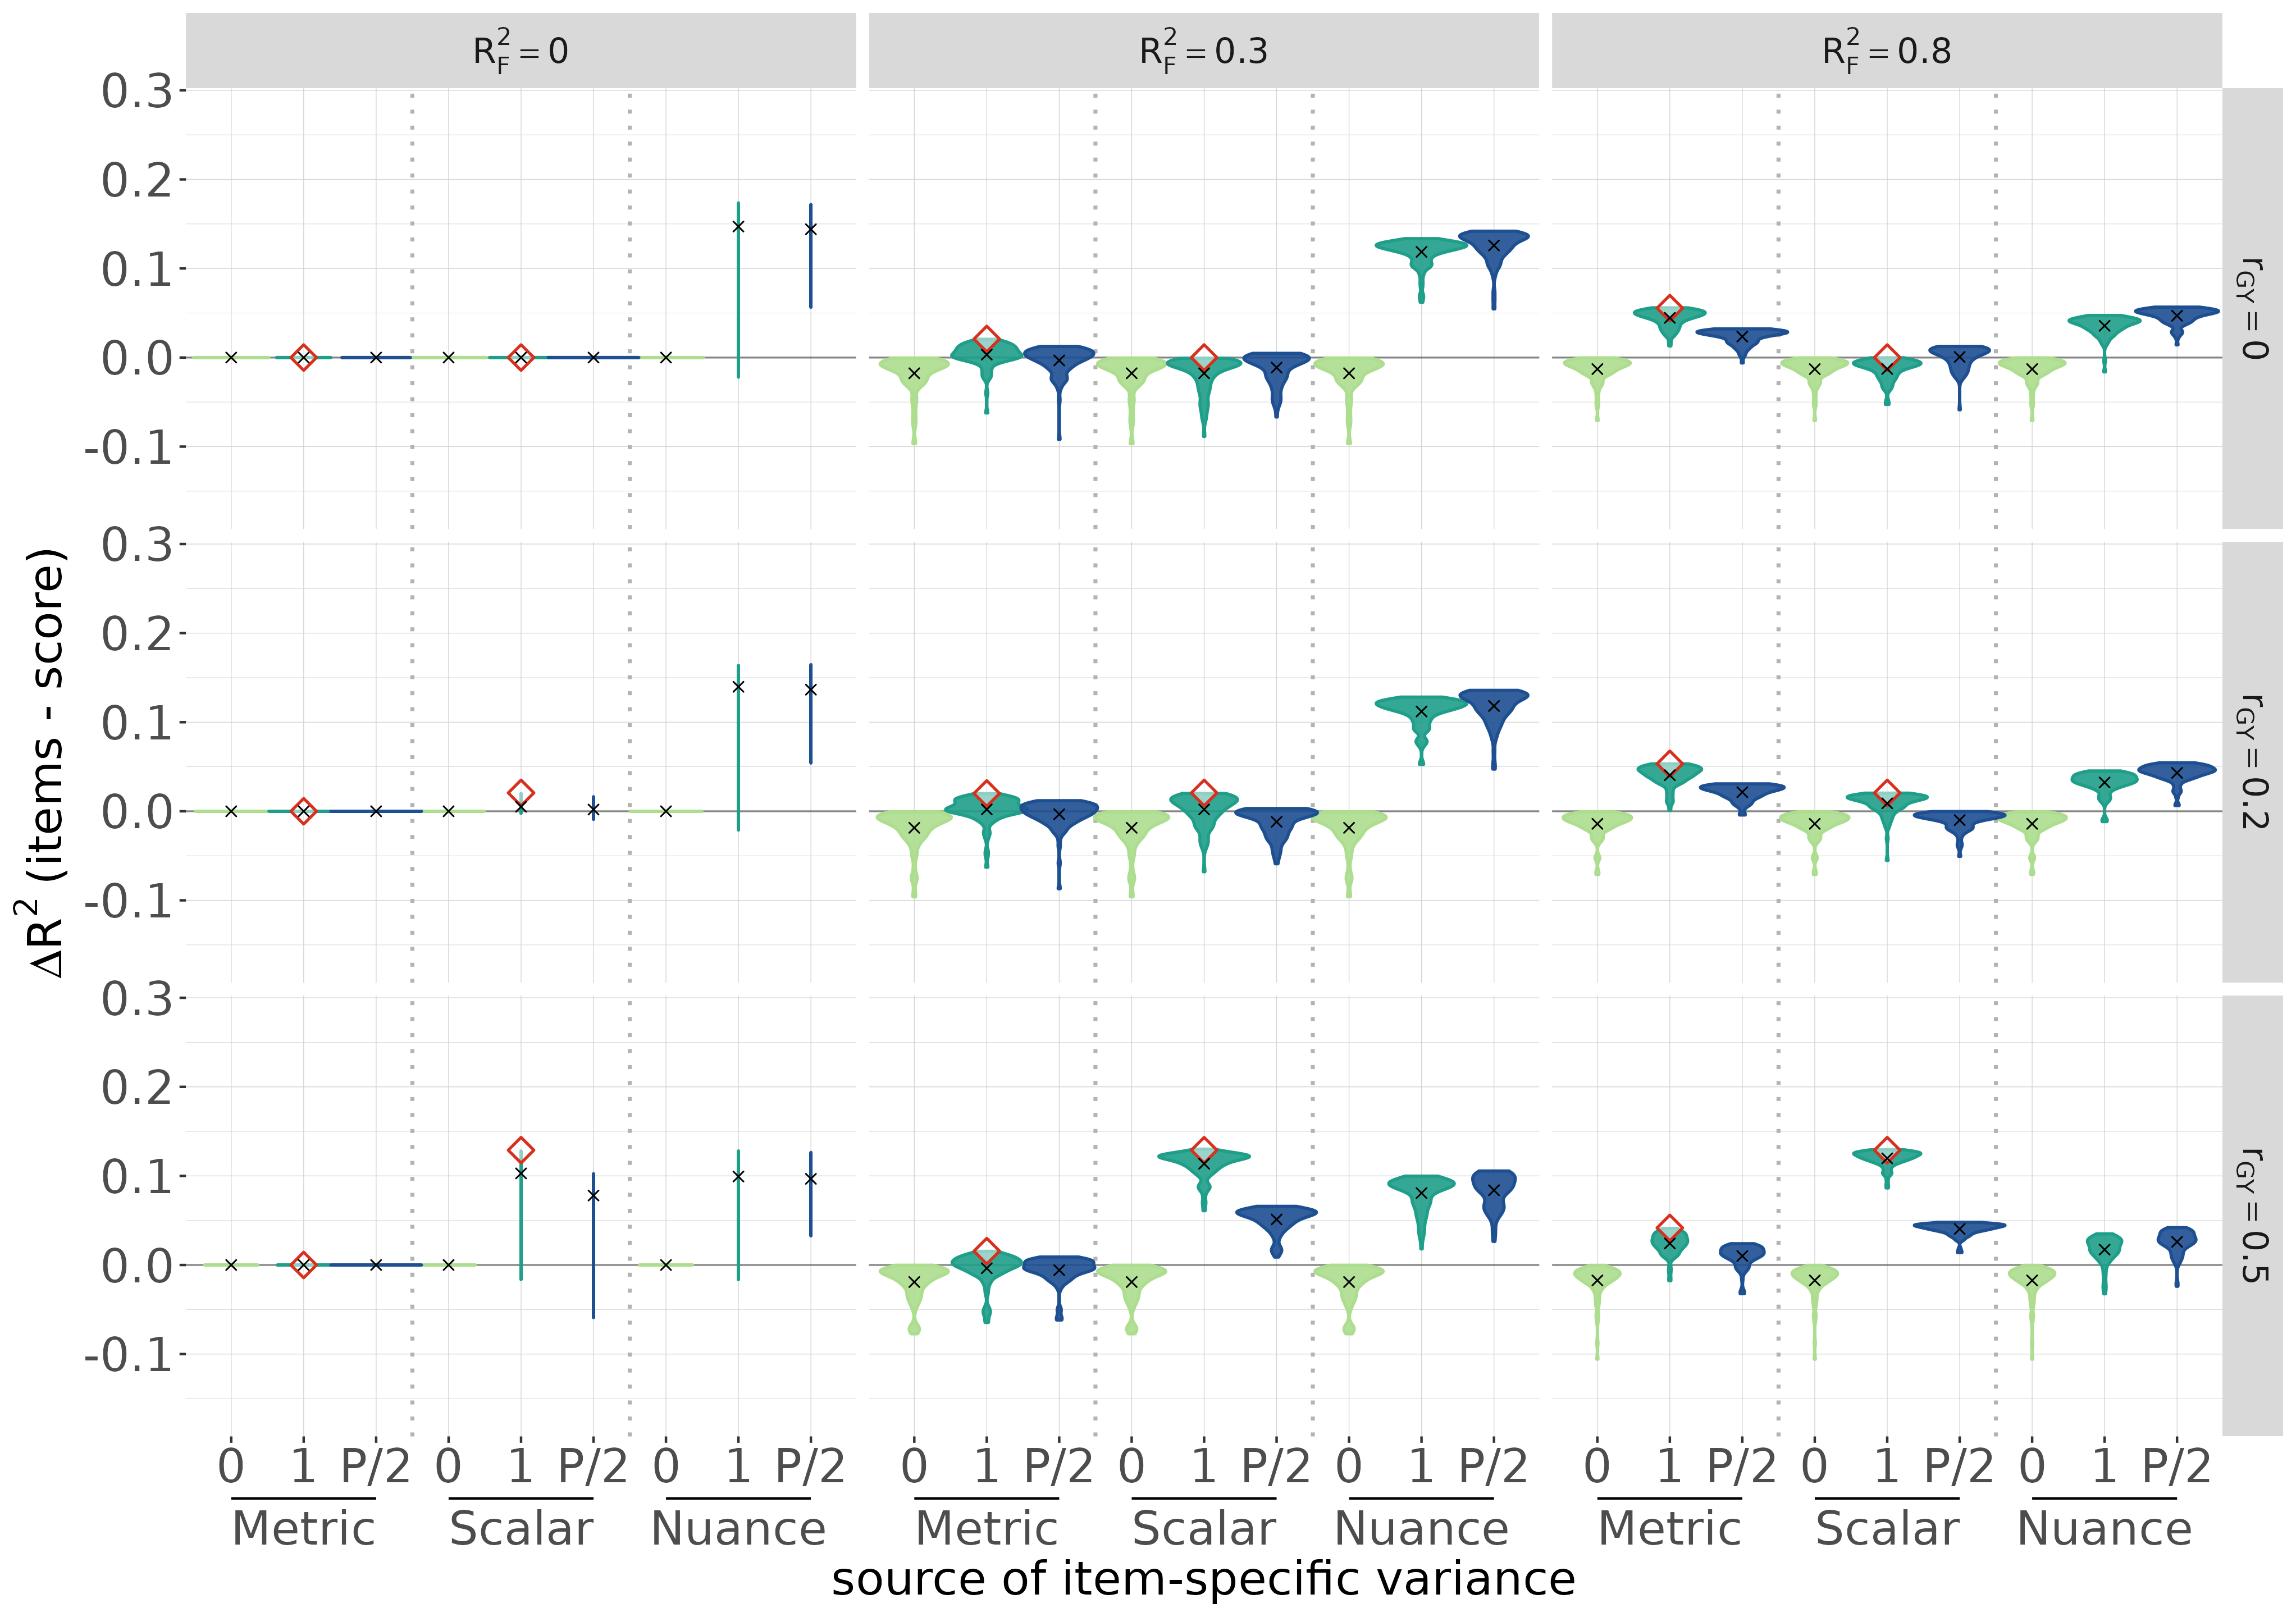 R²F = 0 R²F = 0.3 R²F = 0.8
0.3
0.2
0.1
0.0
-0.1
rGY = 0
0.3
0.2
0.1
0.0
-0.1
rGY = 0.2
0.3
0.2
0.1
0.0
-0.1
rGY = 0.5
ΔR² (items - score)
0 1 P/2 0 1 P/2 0 1 P/2 0 1 P/2 0 1 P/2 0 1 P/2 0 1 P/2 0 1 P/2 0 1 P/2
Metric Scalar Nuance Metric Scalar Nuance Metric Scalar Nuance
source of item-specific variance